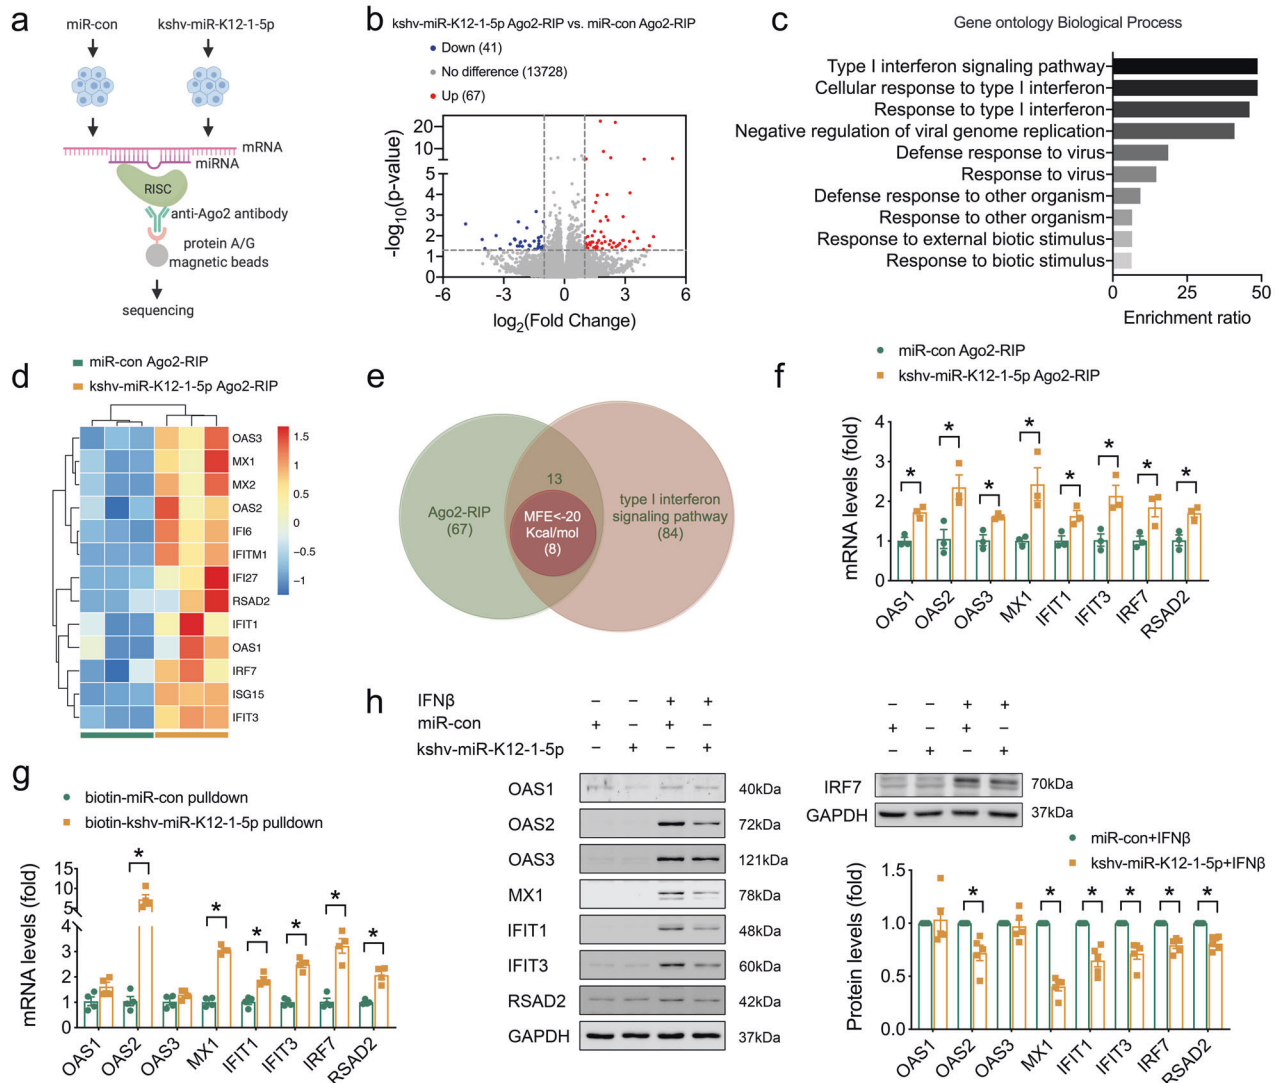 a
miR-con
kshv-miR-K12-1-5p
mRNA
miRNA
RISC
anti-Ago2 antibody
protein A/G
magnetic beads
sequencing
b
kshv-miR-K12-1-5p Ago2-RIP vs. miR-con Ago2-RIP
Down (41)
No difference (13728)
Up (67)
20
10
5
4
3
2
1
0
-log10(p-value)
-6
-3
0
3
6
log2(Fold Change)
c
Gene ontology Biological Process
Type I interferon signaling pathway
Cellular response to type I interferon
Response to type I interferon
Negative regulation of viral genome replication
Defense response to virus
Response to virus
Defense response to other organism
Response to other organism
Response to external biotic stimulus
Response to biotic stimulus
0
25
50
Enrichment ratio
d
miR-con Ago2-RIP
kshv-miR-K12-1-5p Ago2-RIP
OAS3
MX1
MX2
OAS2
IFI6
IFITM1
IFI27
RSAD2
IFIT1
OAS1
IRF7
ISG15
IFIT3
1.5
1
0.5
0
−0.5
−1
e
Ago2-RIP
(67)
13
MFE<-20
Kcal/mol
(8)
type I interferon
signaling pathway
(84)
f
miR-con Ago2-RIP
kshv-miR-K12-1-5p Ago2-RIP
mRNA levels (fold)
4
3
2
1
0
* * * * * * * *
OAS1
OAS2
OAS3
MX1
IFIT1
IFIT3
IRF7
RSAD2
g
biotin-miR-con pulldown
biotin-kshv-miR-K12-1-5p pulldown
mRNA levels (fold)
15
10
5
4
3
2
1
0
* * * * * *
OAS1
OAS2
OAS3
MX1
IFIT1
IFIT3
IRF7
RSAD2
h
IFNβ − − + +
miR-con + − + −
kshv-miR-K12-1-5p − + − +
OAS1 40kDa
OAS2 72kDa
OAS3 121kDa
MX1 78kDa
IFIT1 48kDa
IFIT3 60kDa
RSAD2 42kDa
GAPDH 37kDa
− − + +
+ − + −
− + − +
IRF7 70kDa
GAPDH 37kDa
miR-con+IFNβ
kshv-miR-K12-1-5p+IFNβ
Protein levels (fold)
1.5
1.0
0.5
0.0
* * * * * *
OAS1
OAS2
OAS3
MX1
IFIT1
IFIT3
IRF7
RSAD2